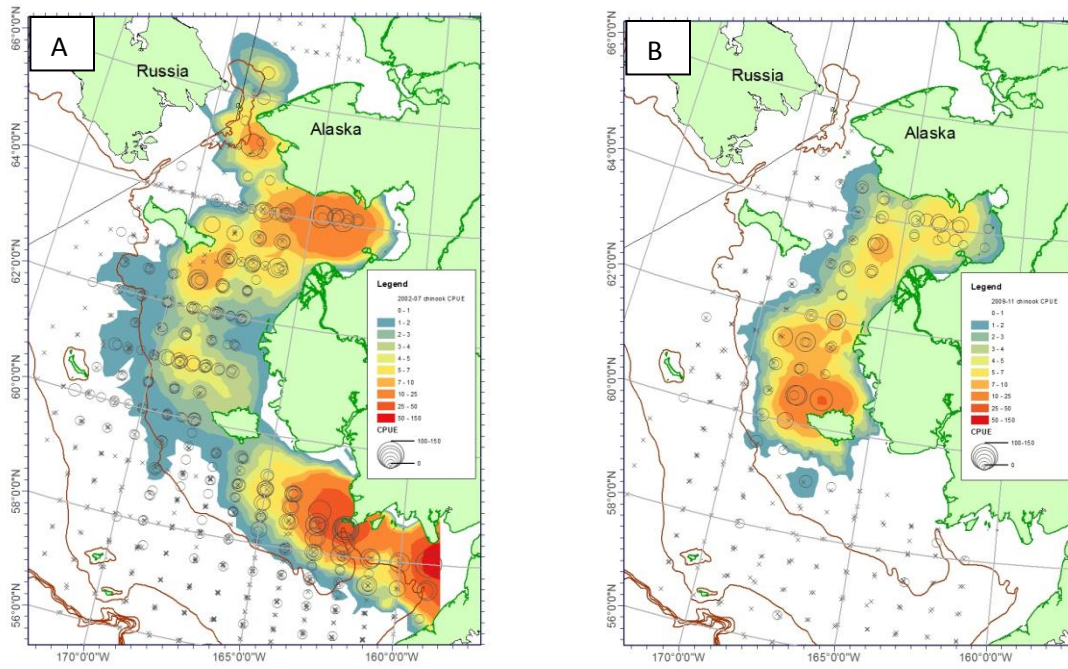 A
Russia
Alaska
66°0'0"N
64°0'0"N
62°0'0"N
60°0'0"N
58°0'0"N
56°0'0"N
170°0'0"W
165°0'0"W
160°0'0"W
Legend
2002-07 chinook CPUE
0 - 1
1 - 2
2 - 3
3 - 4
4 - 5
5 - 7
7 - 10
10 - 25
25 - 50
50 - 150
CPUE
100-150
0
B
Russia
Alaska
66°0'0"N
64°0'0"N
62°0'0"N
60°0'0"N
58°0'0"N
56°0'0"N
170°0'0"W
165°0'0"W
160°0'0"W
Legend
2009-11 chinook CPUE
0 - 1
1 - 2
2 - 3
3 - 4
4 - 5
5 - 7
7 - 10
10 - 25
25 - 50
50 - 150
CPUE
100-150
0